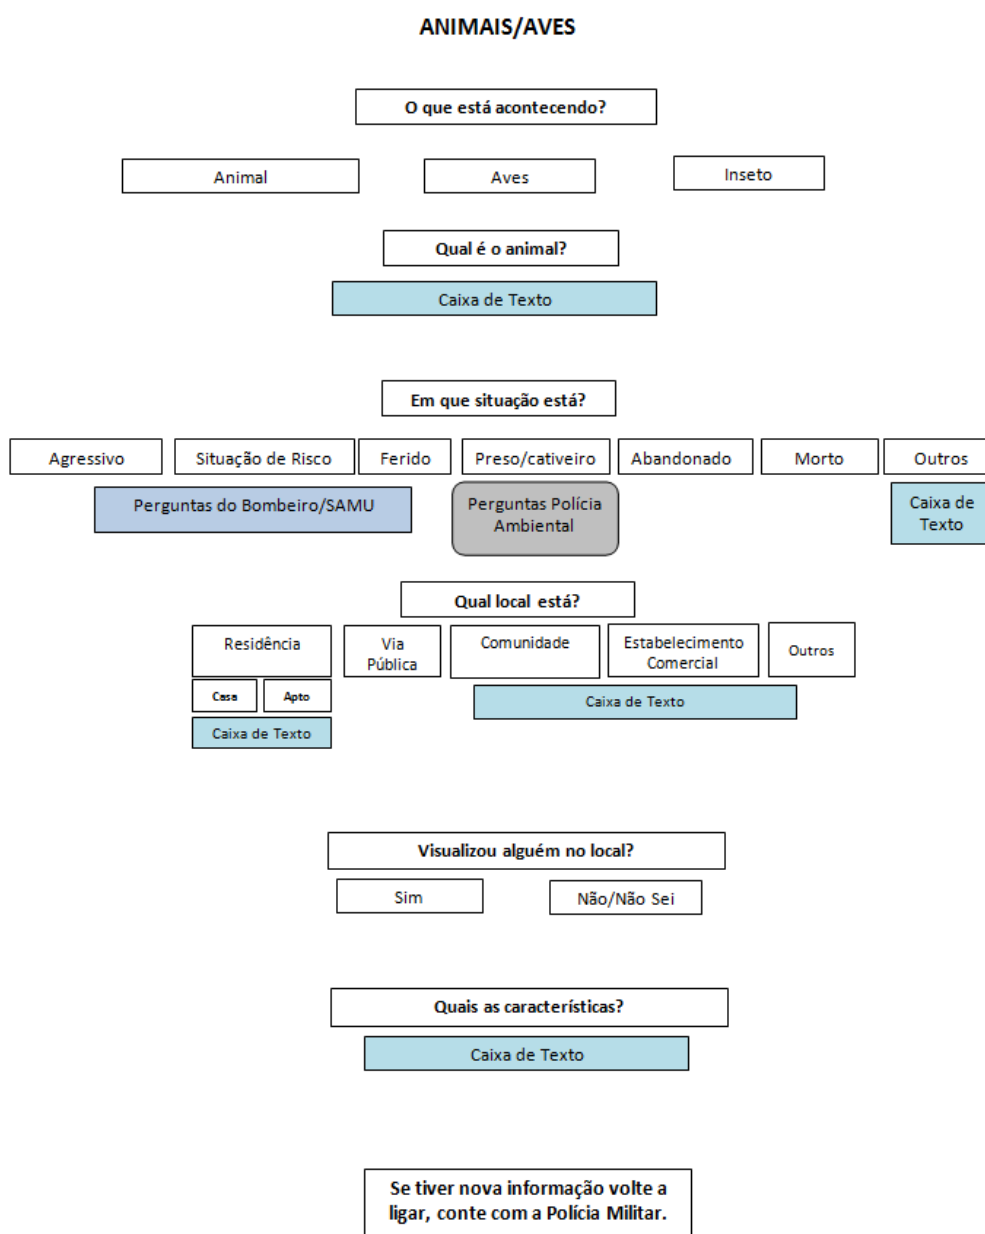 ANIMAIS/AVES
O que está acontecendo?
Animal
Aves
Inseto
Qual é o animal?
Caixa de Texto
Em que situação está?
Agressivo
Situação de Risco
Ferido
Preso/cativeiro
Abandonado
Morto
Outros
Perguntas do Bombeiro/SAMU
Perguntas Polícia
Ambiental
Caixa de
Texto
Qual local está?
Residência
Via
Pública
Comunidade
Estabelecimento
Comercial
Outros
Casa
Apto
Caixa de Texto
Caixa de Texto
Visualizou alguém no local?
Sim
Não/Não Sei
Quais as características?
Caixa de Texto
Se tiver nova informação volte a
ligar, conte com a Polícia Militar.